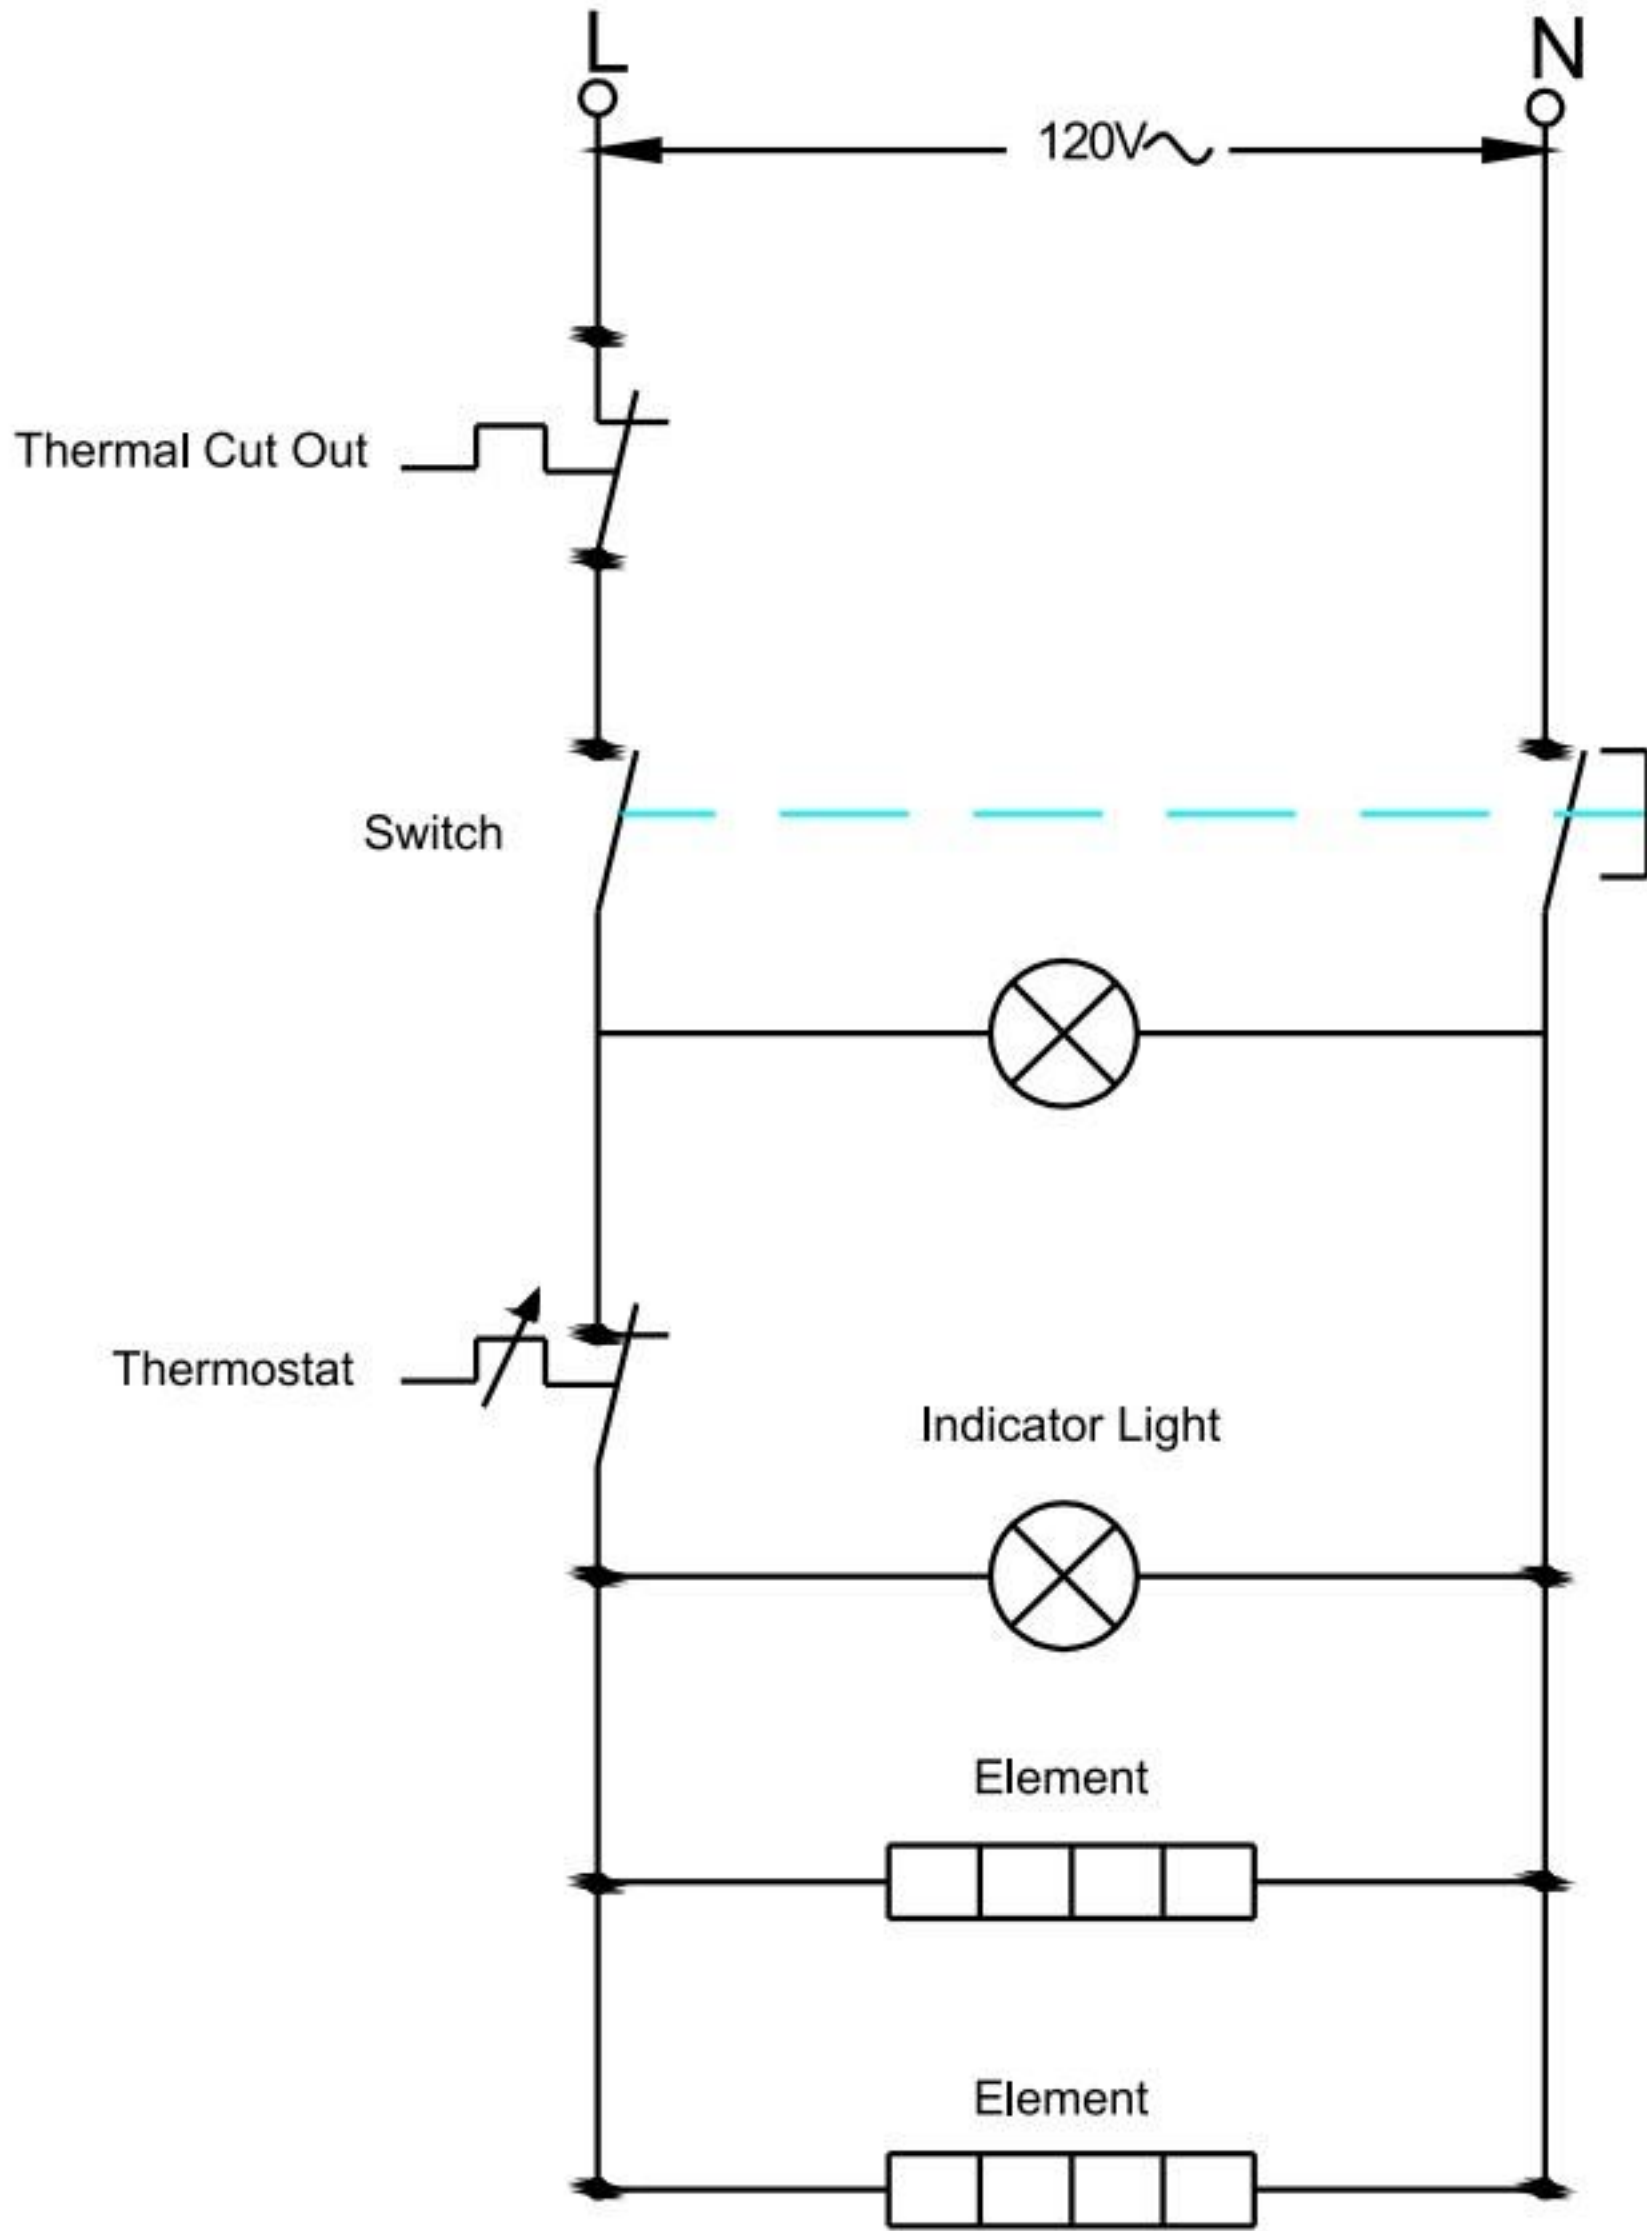 L
N
120V~
Thermal Cut Out
Switch
Thermostat
Indicator Light
Element
Element